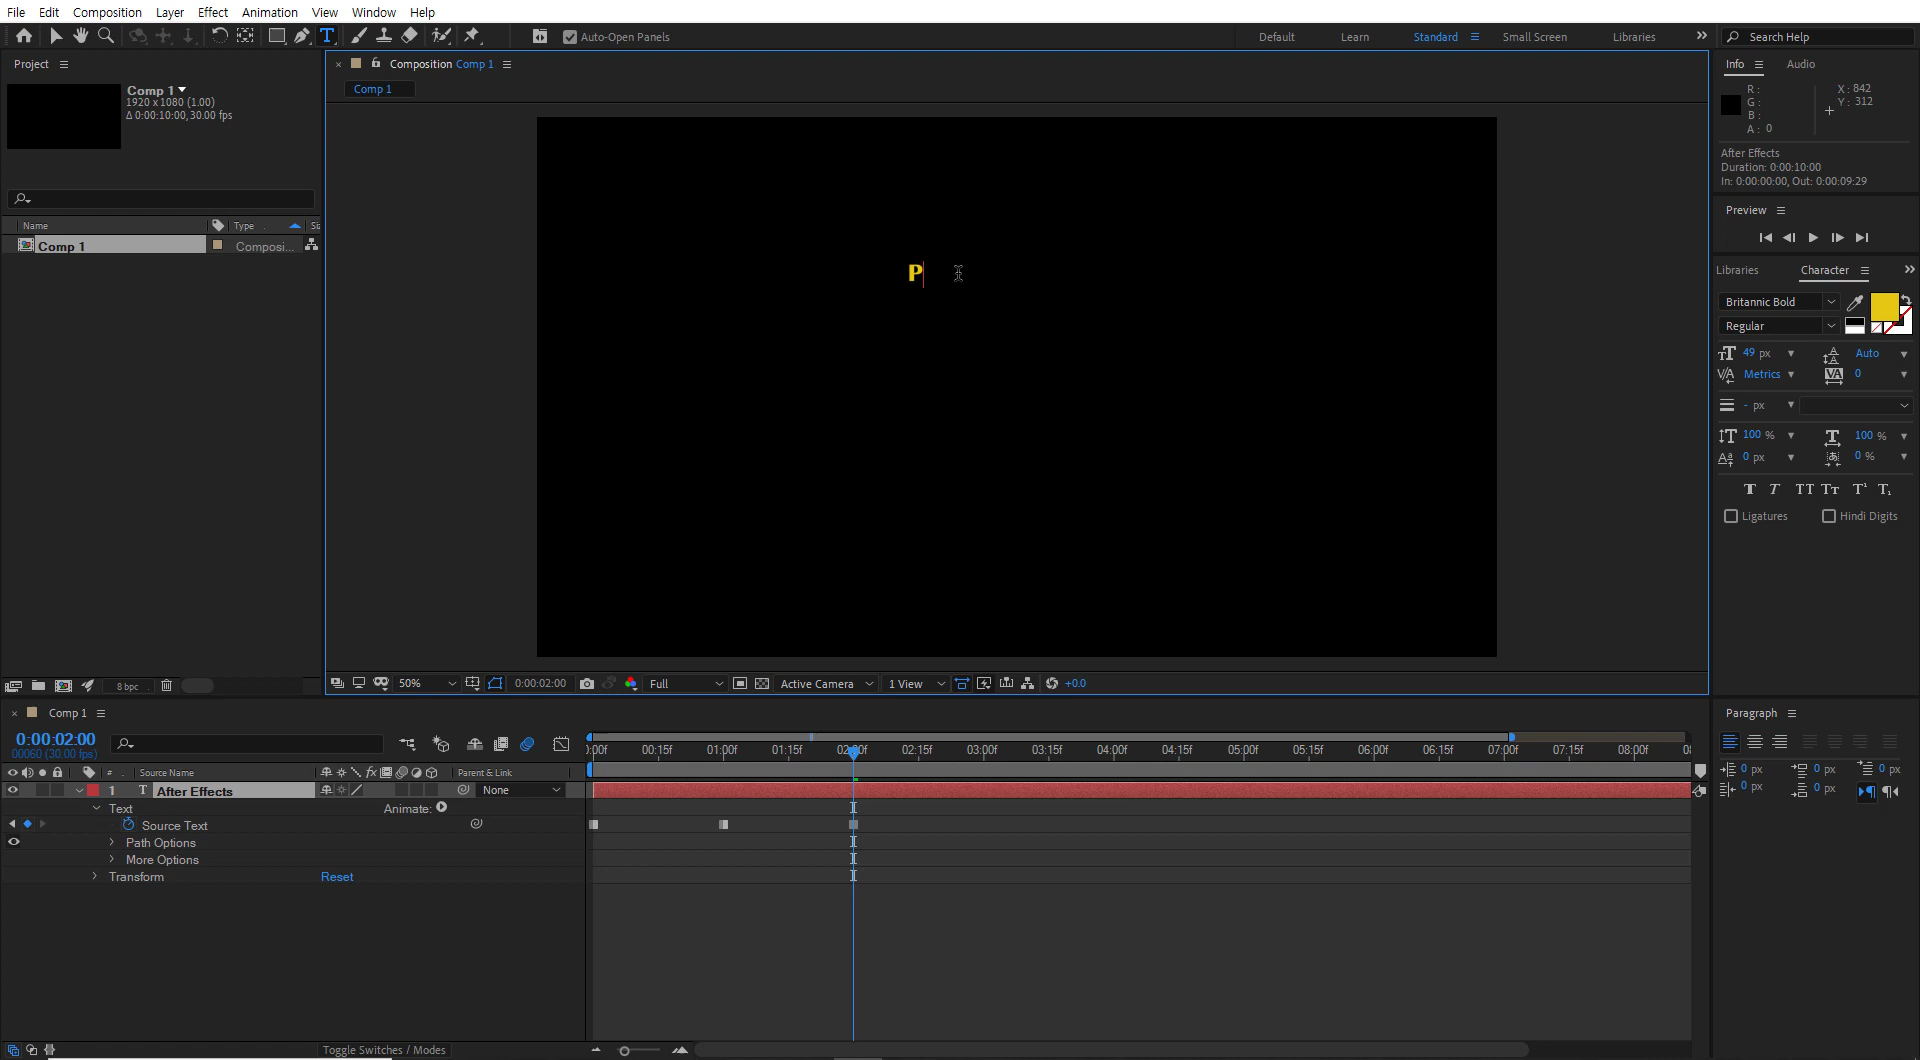 File Edit Composition Layer Effect Animation View Window Help
Auto-Open Panels Default Learn Standard Small Screen Libraries Search Help
Project
Comp 1
1920 x 1080 (1.00)
Δ 0:00:10:00, 30.00 fps
Name Type
Comp 1 Composi...
8 bpc
Composition Comp 1
Comp 1
P
50% 0:00:02:00 Full Active Camera 1 View +0.0
Info Audio
R :
G :
B :
A : 0
X : 842
Y : 312
After Effects
Duration: 0:00:10:00
In: 0:00:00:00, Out: 0:00:09:29
Preview
Libraries Character
Britannic Bold
Regular
49 px Auto
Metrics 0
- px
100 % 100 %
0 px 0 %
Ligatures Hindi Digits
Comp 1
0:00:02:00
00060 (30.00 fps)
:00f 00:15f 01:00f 01:15f 02:00f 02:15f 03:00f 03:15f 04:00f 04:15f 05:00f 05:15f 06:00f 06:15f 07:00f 07:15f 08:00f
# Source Name Parent & Link
1 T After Effects None
Text Animate:
Source Text
Path Options
More Options
Transform Reset
Toggle Switches / Modes
Paragraph
0 px 0 px 0 px
0 px 0 px